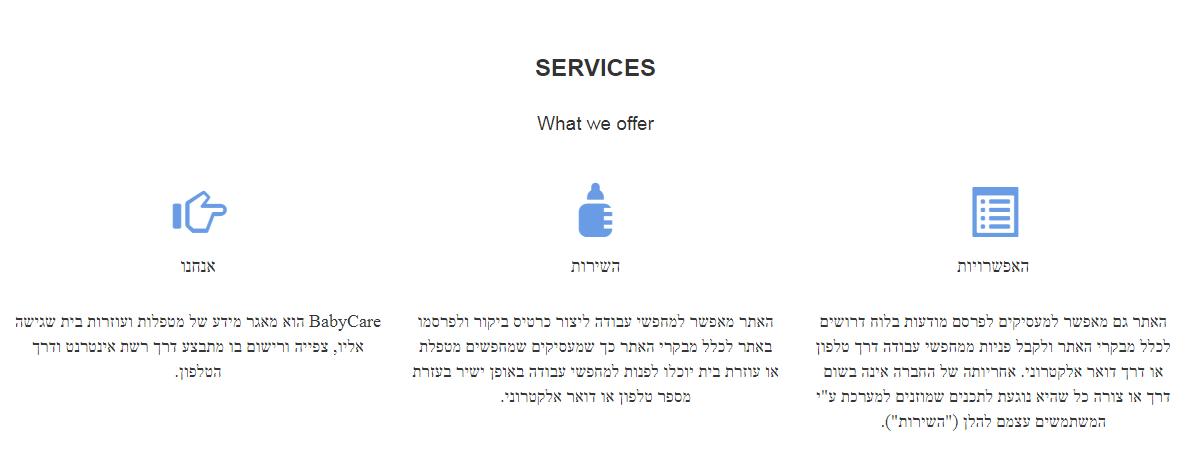 SERVICES
What we offer
האפשרויות
האתר גם מאפשר למעסיקים לפרסם מודעות בלוח דרושים
לכלל מבקרי האתר ולקבל פניות ממחפשי עבודה דרך טלפון
או דרך דואר אלקטרוני. אחריותה של החברה אינה בשום
דרך או צורה כל שהיא נוגעת לתכנים שמוזנים למערכת ע"י
המשתמשים עצמם להלן ("השירות").
השירות
האתר מאפשר למחפשי עבודה ליצור כרטיס ביקור ולפרסמו
באתר לכלל מבקרי האתר כך שמעסיקים שמחפשים מטפלת
או עוזרת בית יוכלו לפנות למחפשי עבודה באופן ישיר בעזרת
מספר טלפון או דואר אלקטרוני.
אנחנו
BabyCare הוא מאגר מידע של מטפלות ועוזרות בית שגישה
אליו, צפייה ורישום בו מתבצע דרך רשת אינטרנט ודרך
הטלפון.